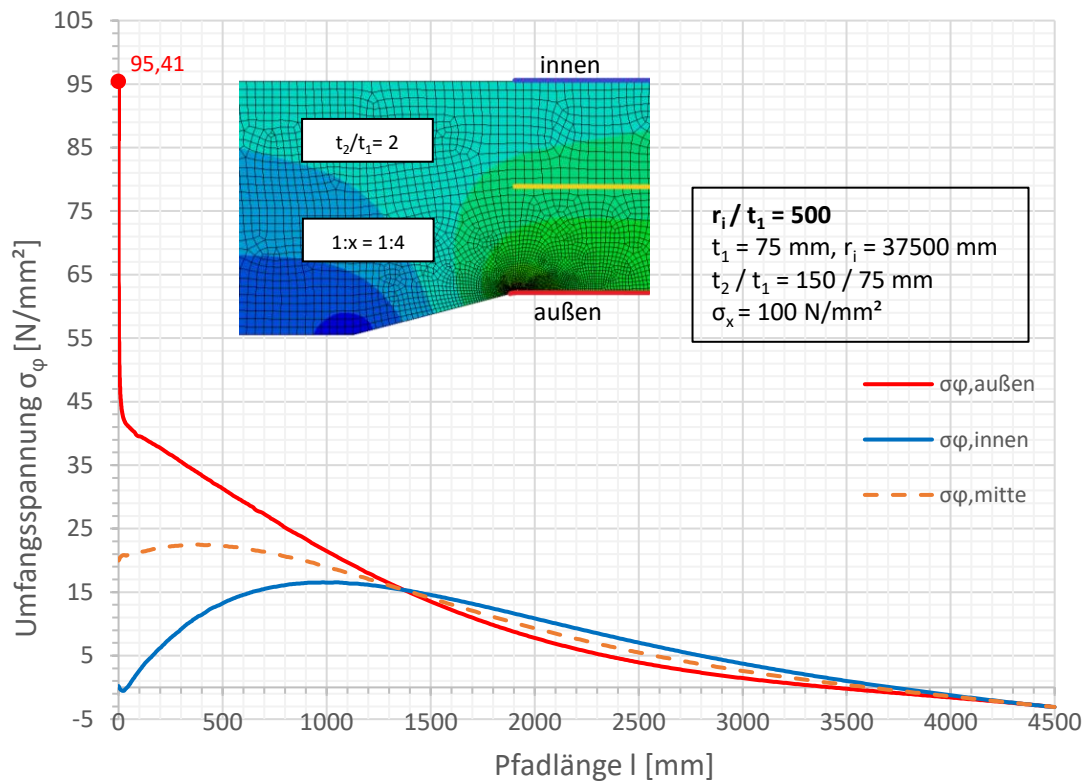 105
95
85
75
65
55
45
35
25
15
5
-5
Umfangsspannung σφ [N/mm²]
95,41
innen
t2/t1= 2
1:x = 1:4
außen
ri / t1 = 500
t1 = 75 mm, ri = 37500 mm
t2 / t1 = 150 / 75 mm
σx = 100 N/mm²
σφ,außen
σφ,innen
σφ,mitte
0 500 1000 1500 2000 2500 3000 3500 4000 4500
Pfadlänge l [mm]